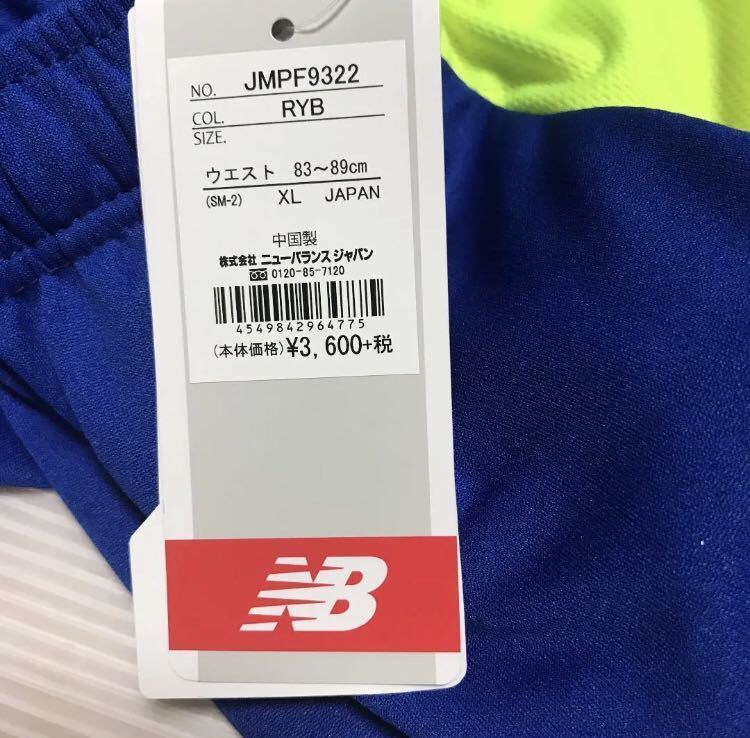 NO. JMPF9322
COL. RYB
SIZE.
ウエスト 83～89cm
(SM-2) XL JAPAN
中国製
株式会社 ニューバランス ジャパン
0120-85-7120
4549842964775
(本体価格)¥3,600+税
NB